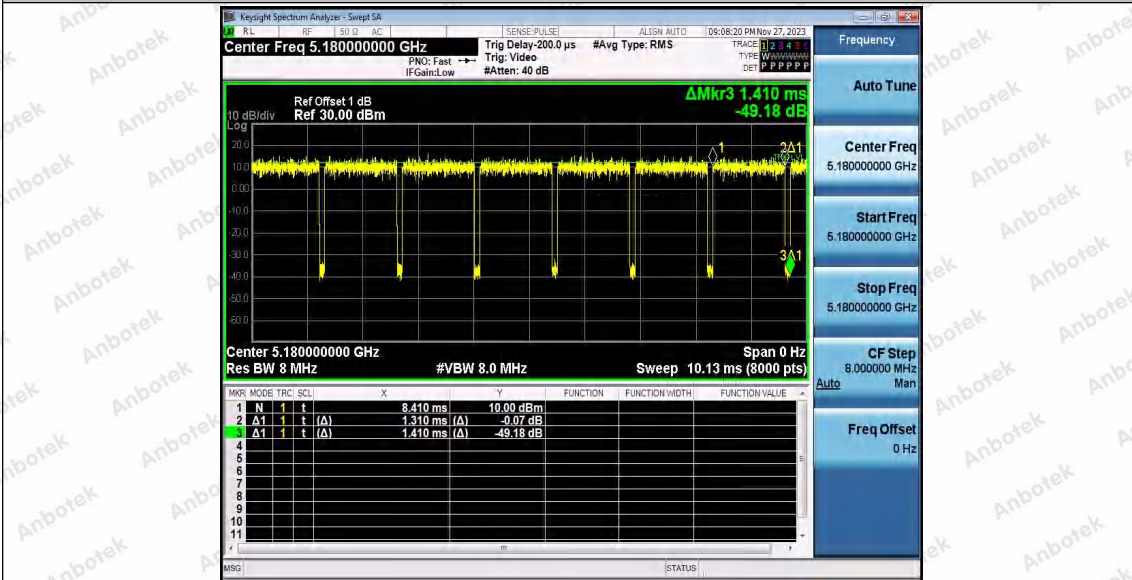 Keysight Spectrum Analyzer - Swept SA
RL RF 50 Ω AC SENSE:PULSE ALIGN AUTO 09:08:20 PM Nov 27, 2023
Center Freq 5.180000000 GHz
PNO: Fast
IFGain:Low
Trig Delay-200.0 µs
Trig: Video
#Atten: 40 dB
#Avg Type: RMS
TRACE 1 2 3 4 5 6
TYPE W
DET P P P P P P
Ref Offset 1 dB
10 dB/div Ref 30.00 dBm
Log
ΔMkr3 1.410 ms
-49.18 dB
20.0
10.0
0.00
-10.0
-20.0
-30.0
-40.0
-50.0
-60.0
1
2Δ1
3Δ1
Center 5.180000000 GHz Span 0 Hz
Res BW 8 MHz #VBW 8.0 MHz Sweep 10.13 ms (8000 pts)
MKR MODE TRC SCL X Y FUNCTION FUNCTION WIDTH FUNCTION VALUE
1 N 1 t 8.410 ms 10.00 dBm
2 Δ1 1 t (Δ) 1.310 ms (Δ) -0.07 dB
3 Δ1 1 t (Δ) 1.410 ms (Δ) -49.18 dB
4
5
6
7
8
9
10
11
MSG STATUS
Frequency
Auto Tune
Center Freq
5.180000000 GHz
Start Freq
5.180000000 GHz
Stop Freq
5.180000000 GHz
CF Step
8.000000 MHz
Auto Man
Freq Offset
0 Hz
Anbotek